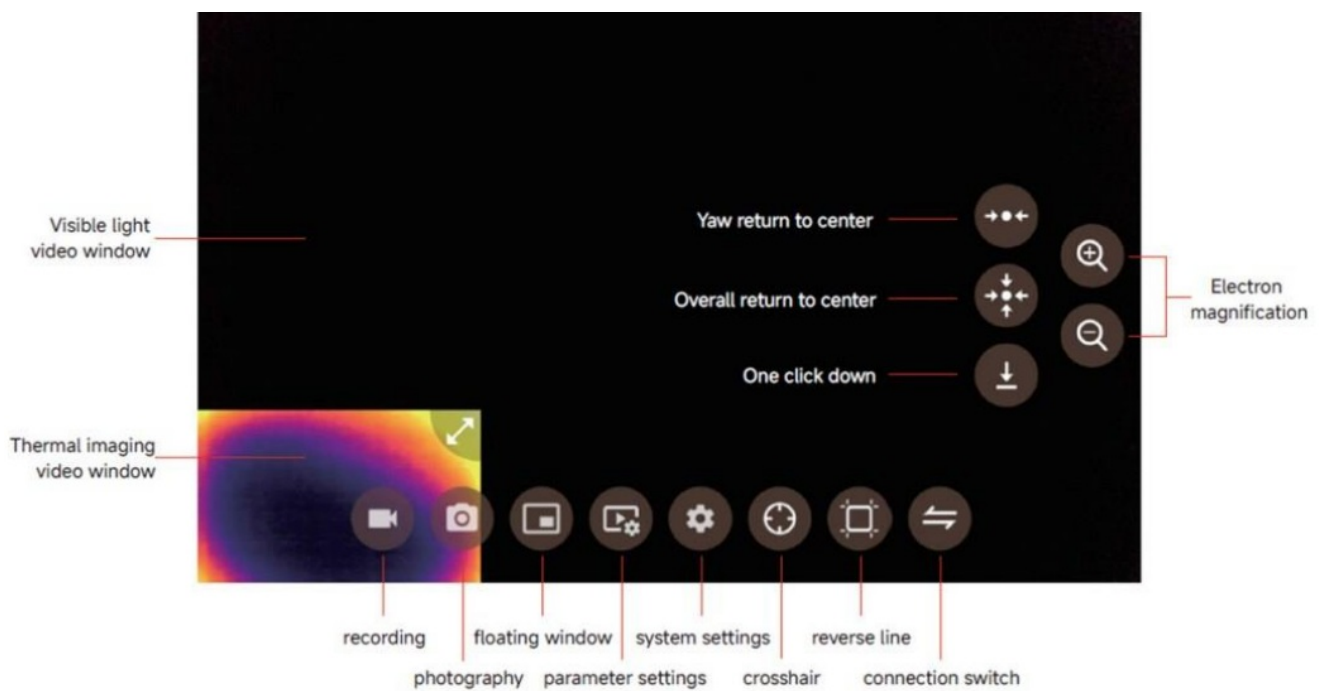 Visible light
video window
Yaw return to center
Overall return to center
Electron
magnification
One click down
Thermal imaging
video window
recording
floating window
system settings
reverse line
photography
parameter settings
crosshair
connection switch